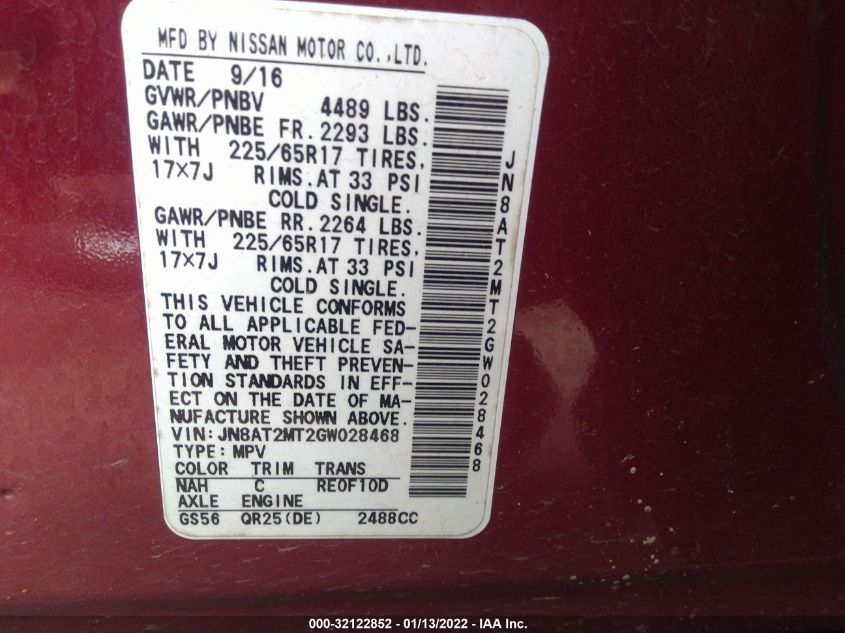 MFD BY NISSAN MOTOR CO.,LTD.
DATE 9/16
GVWR/PNBV 4489 LBS.
GAWR/PNBE FR.2293 LBS.
WITH 225/65R17 TIRES,
17×7J RIMS.AT 33 PSI
COLD SINGLE.
GAWR/PNBE RR.2264 LBS.
WITH 225/65R17 TIRES,
17×7J RIMS.AT 33 PSI
COLD SINGLE.
THIS VEHICLE CONFORMS
TO ALL APPLICABLE FED-
ERAL MOTOR VEHICLE SA-
FETY AND THEFT PREVEN-
TION STANDARDS IN EFF-
ECT ON THE DATE OF MA-
NUFACTURE SHOWN ABOVE.
VIN:JN8AT2MT2GW028468
TYPE:MPV
COLOR TRIM TRANS
NAH C RE0F10D
AXLE ENGINE
GS56 QR25(DE) 2488CC
JN8AT2MT2GW028468
000-32122852 - 01/13/2022 - IAA Inc.